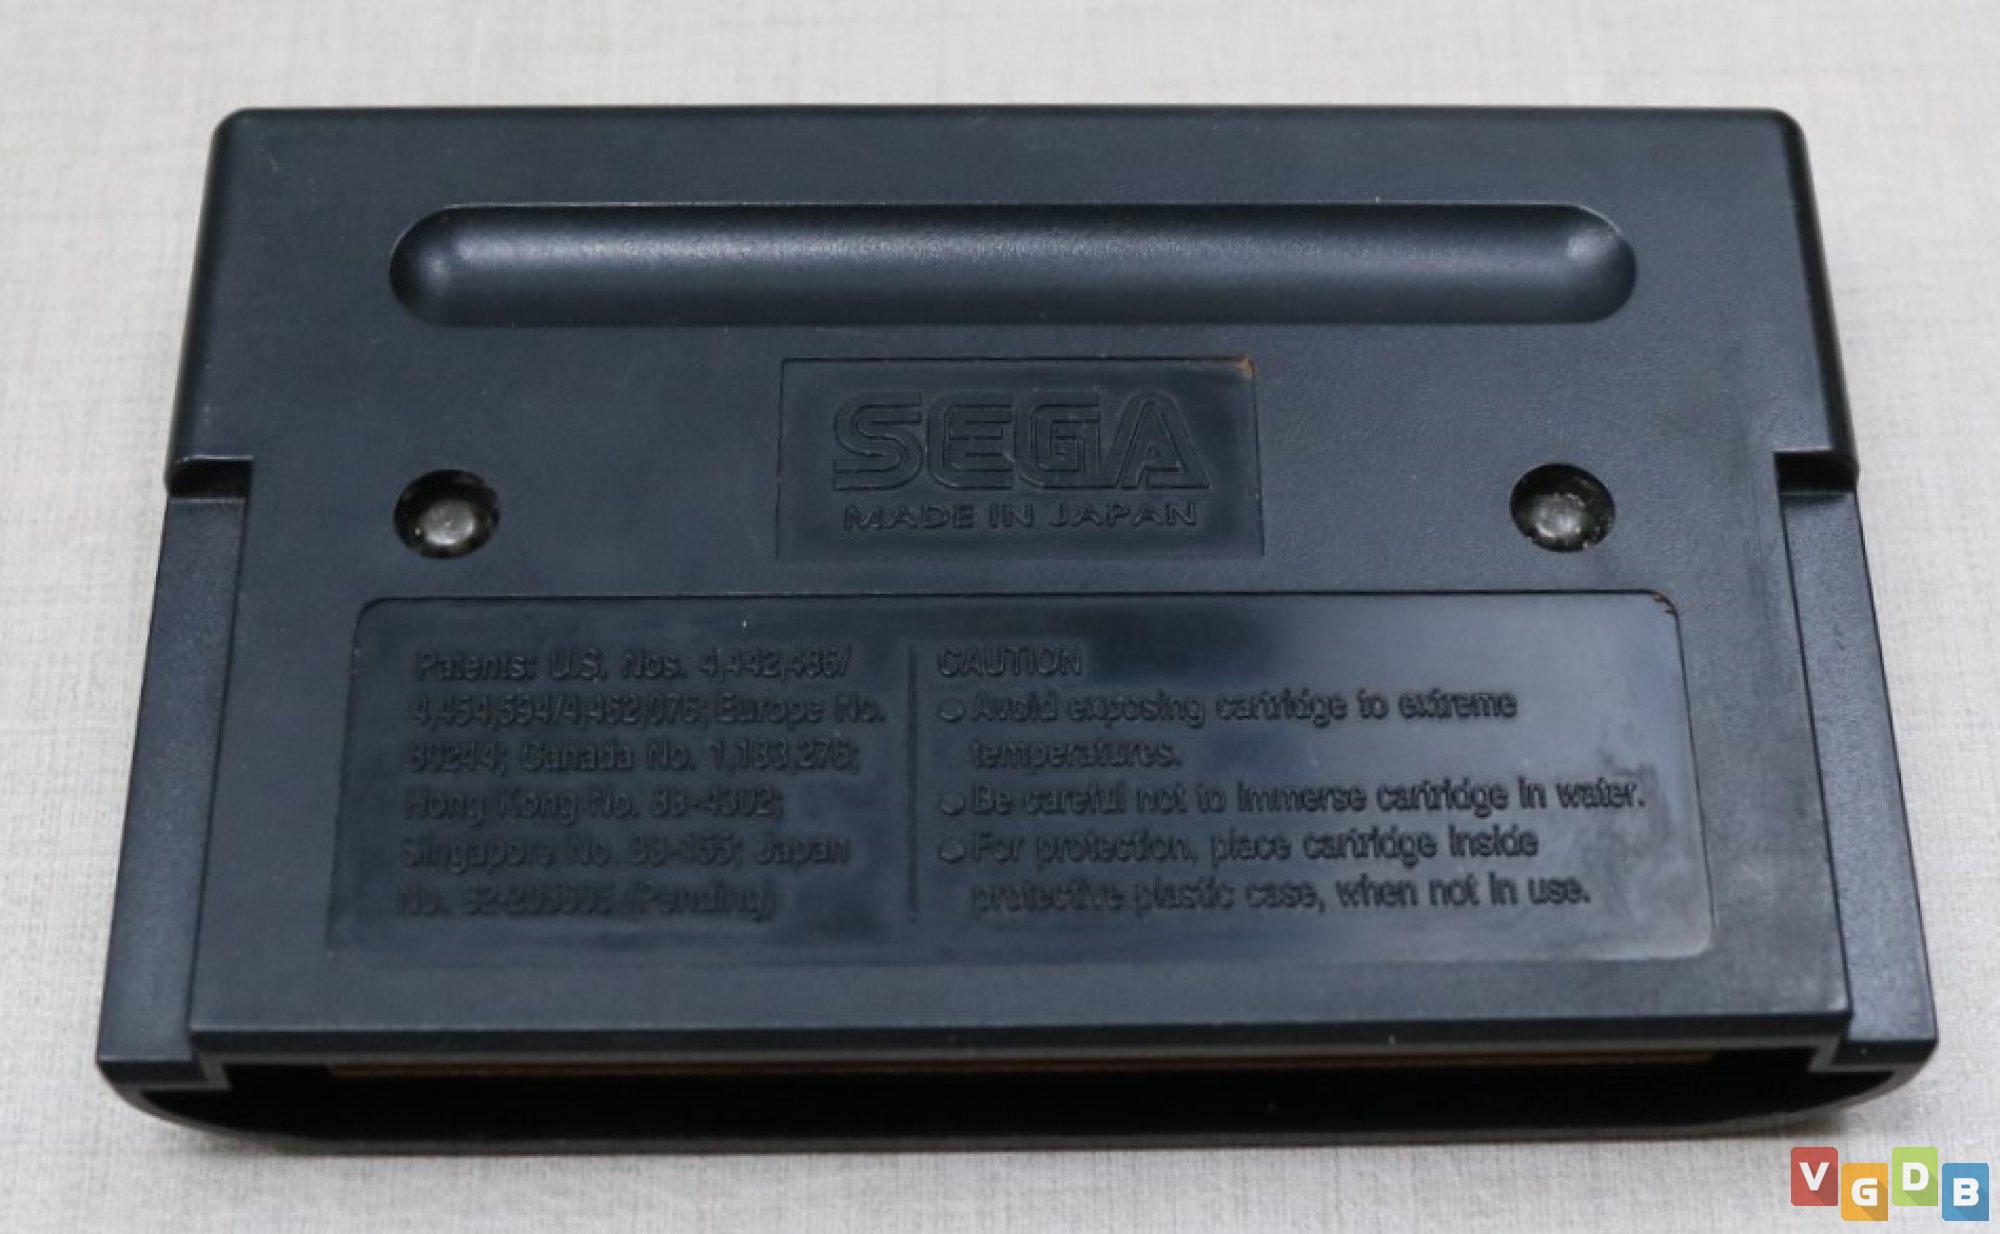 SEGA
MADE IN JAPAN
Patents: U.S. Nos. 4,442,486/
4,454,594/4,462,076; Europe No.
80244; Canada No. 1,183,276;
Hong Kong No. 88-4302;
Singapore No. 88-155; Japan
No. 82-205605 (Pending)
CAUTION
● Avoid exposing cartridge to extreme
temperatures.
● Be careful not to immerse cartridge in water.
● For protection, place cartridge inside
protective plastic case, when not in use.
VGDB